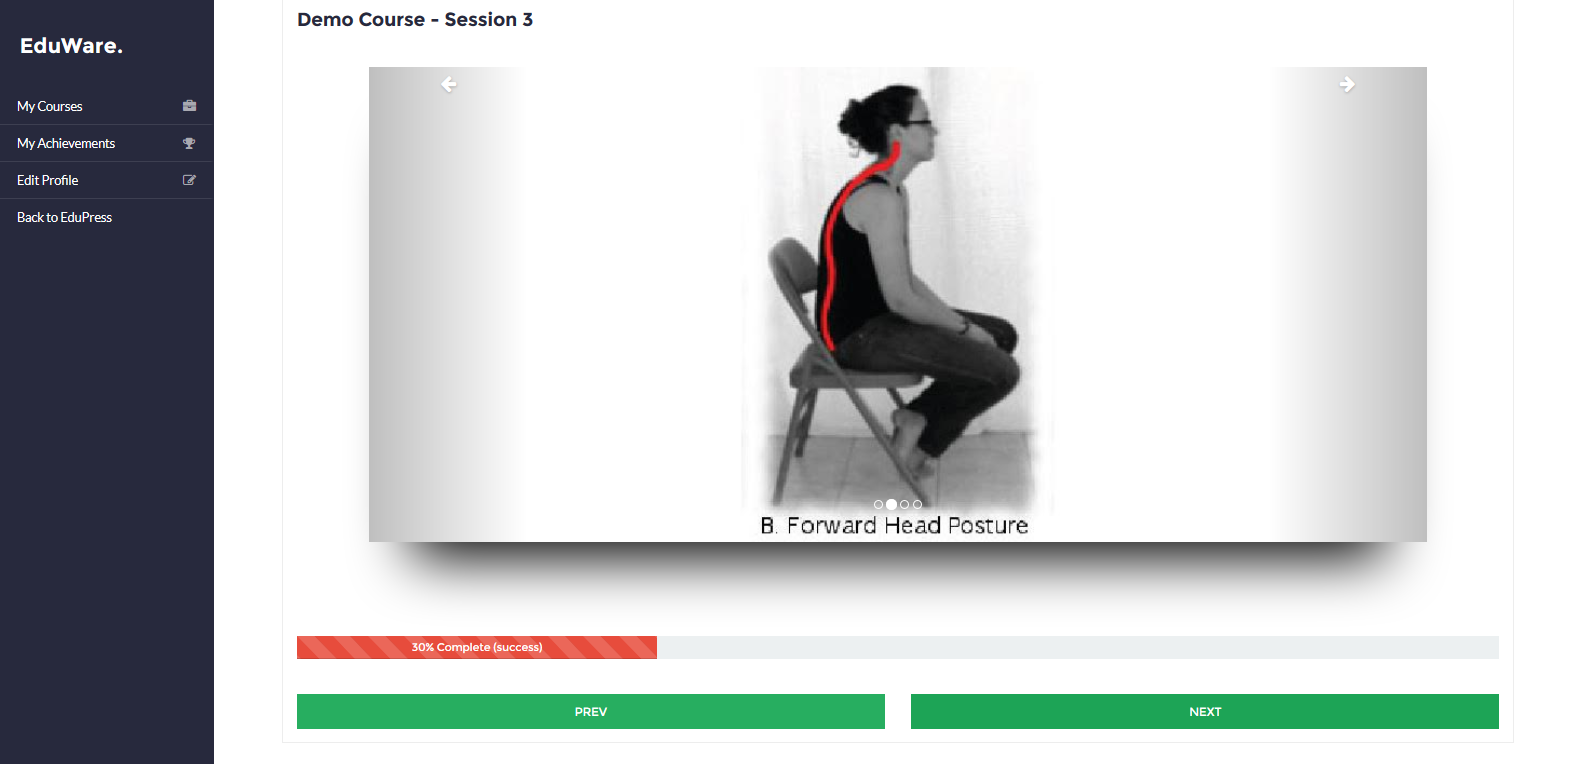 EduWare.
My Courses
My Achievements
Edit Profile
Back to EduPress
Demo Course - Session 3
B. Forward Head Posture
30% Complete (success)
PREV
NEXT